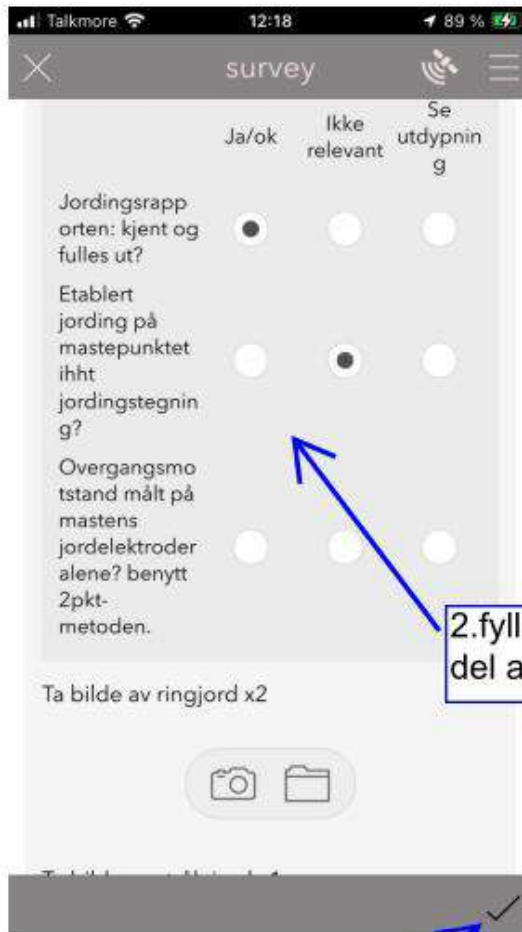 Talkmore 12:18 89 %
survey
Ja/ok
Ikke
relevant
Se
utdypnin
g
Jordingsrapp
orten: kjent og
fulles ut?
Etablert
jording på
mastepunktet
ihht
jordingstegnin
g?
Overgangsmo
tstand målt på
mastens
jordelektroder
alene? benytt
2pkt-
metoden.
2.fyll
del a
Ta bilde av ringjord x2